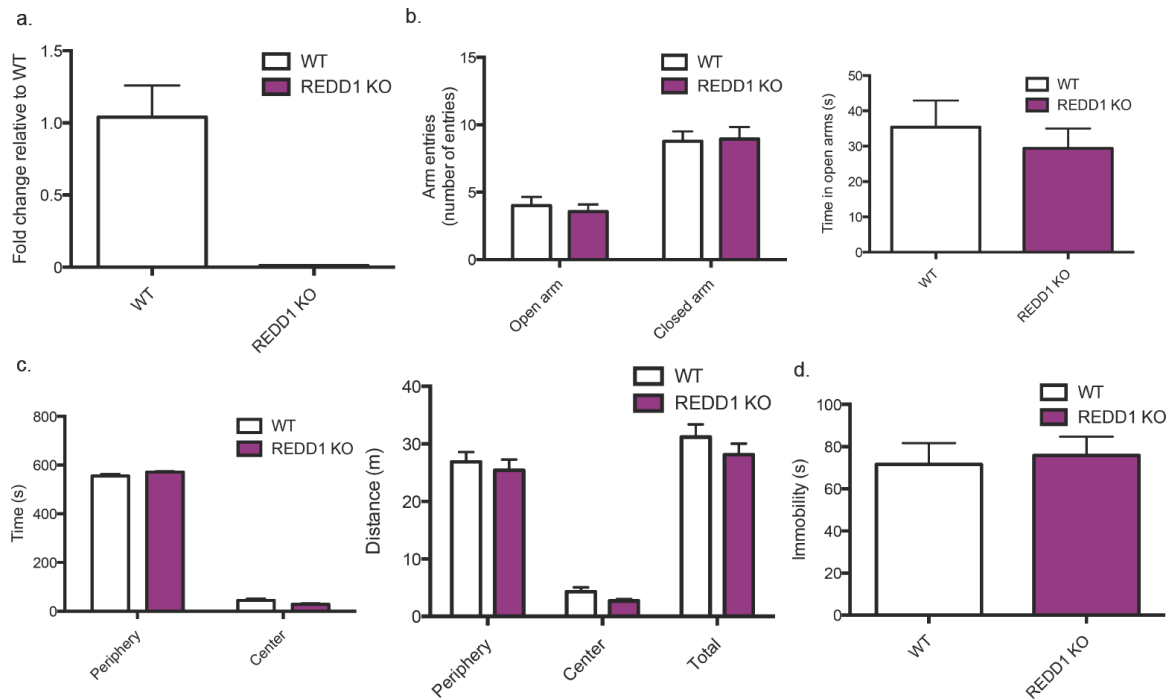 a.
Fold change relative to WT
1.5
1.0
0.5
0
WT
REDD1 KO
WT
REDD1 KO
b.
Arm entries
(number of entries)
15
10
5
0
WT
REDD1 KO
Open arm
Closed arm
Time in open arms (s)
50
40
30
20
10
0
WT
REDD1 KO
WT
REDD1 KO
c.
Time (s)
800
600
400
200
0
WT
REDD1 KO
Periphery
Center
Distance (m)
40
30
20
10
0
WT
REDD1 KO
Periphery
Center
Total
d.
Immobility (s)
100
80
60
40
20
0
WT
REDD1 KO
WT
REDD1 KO